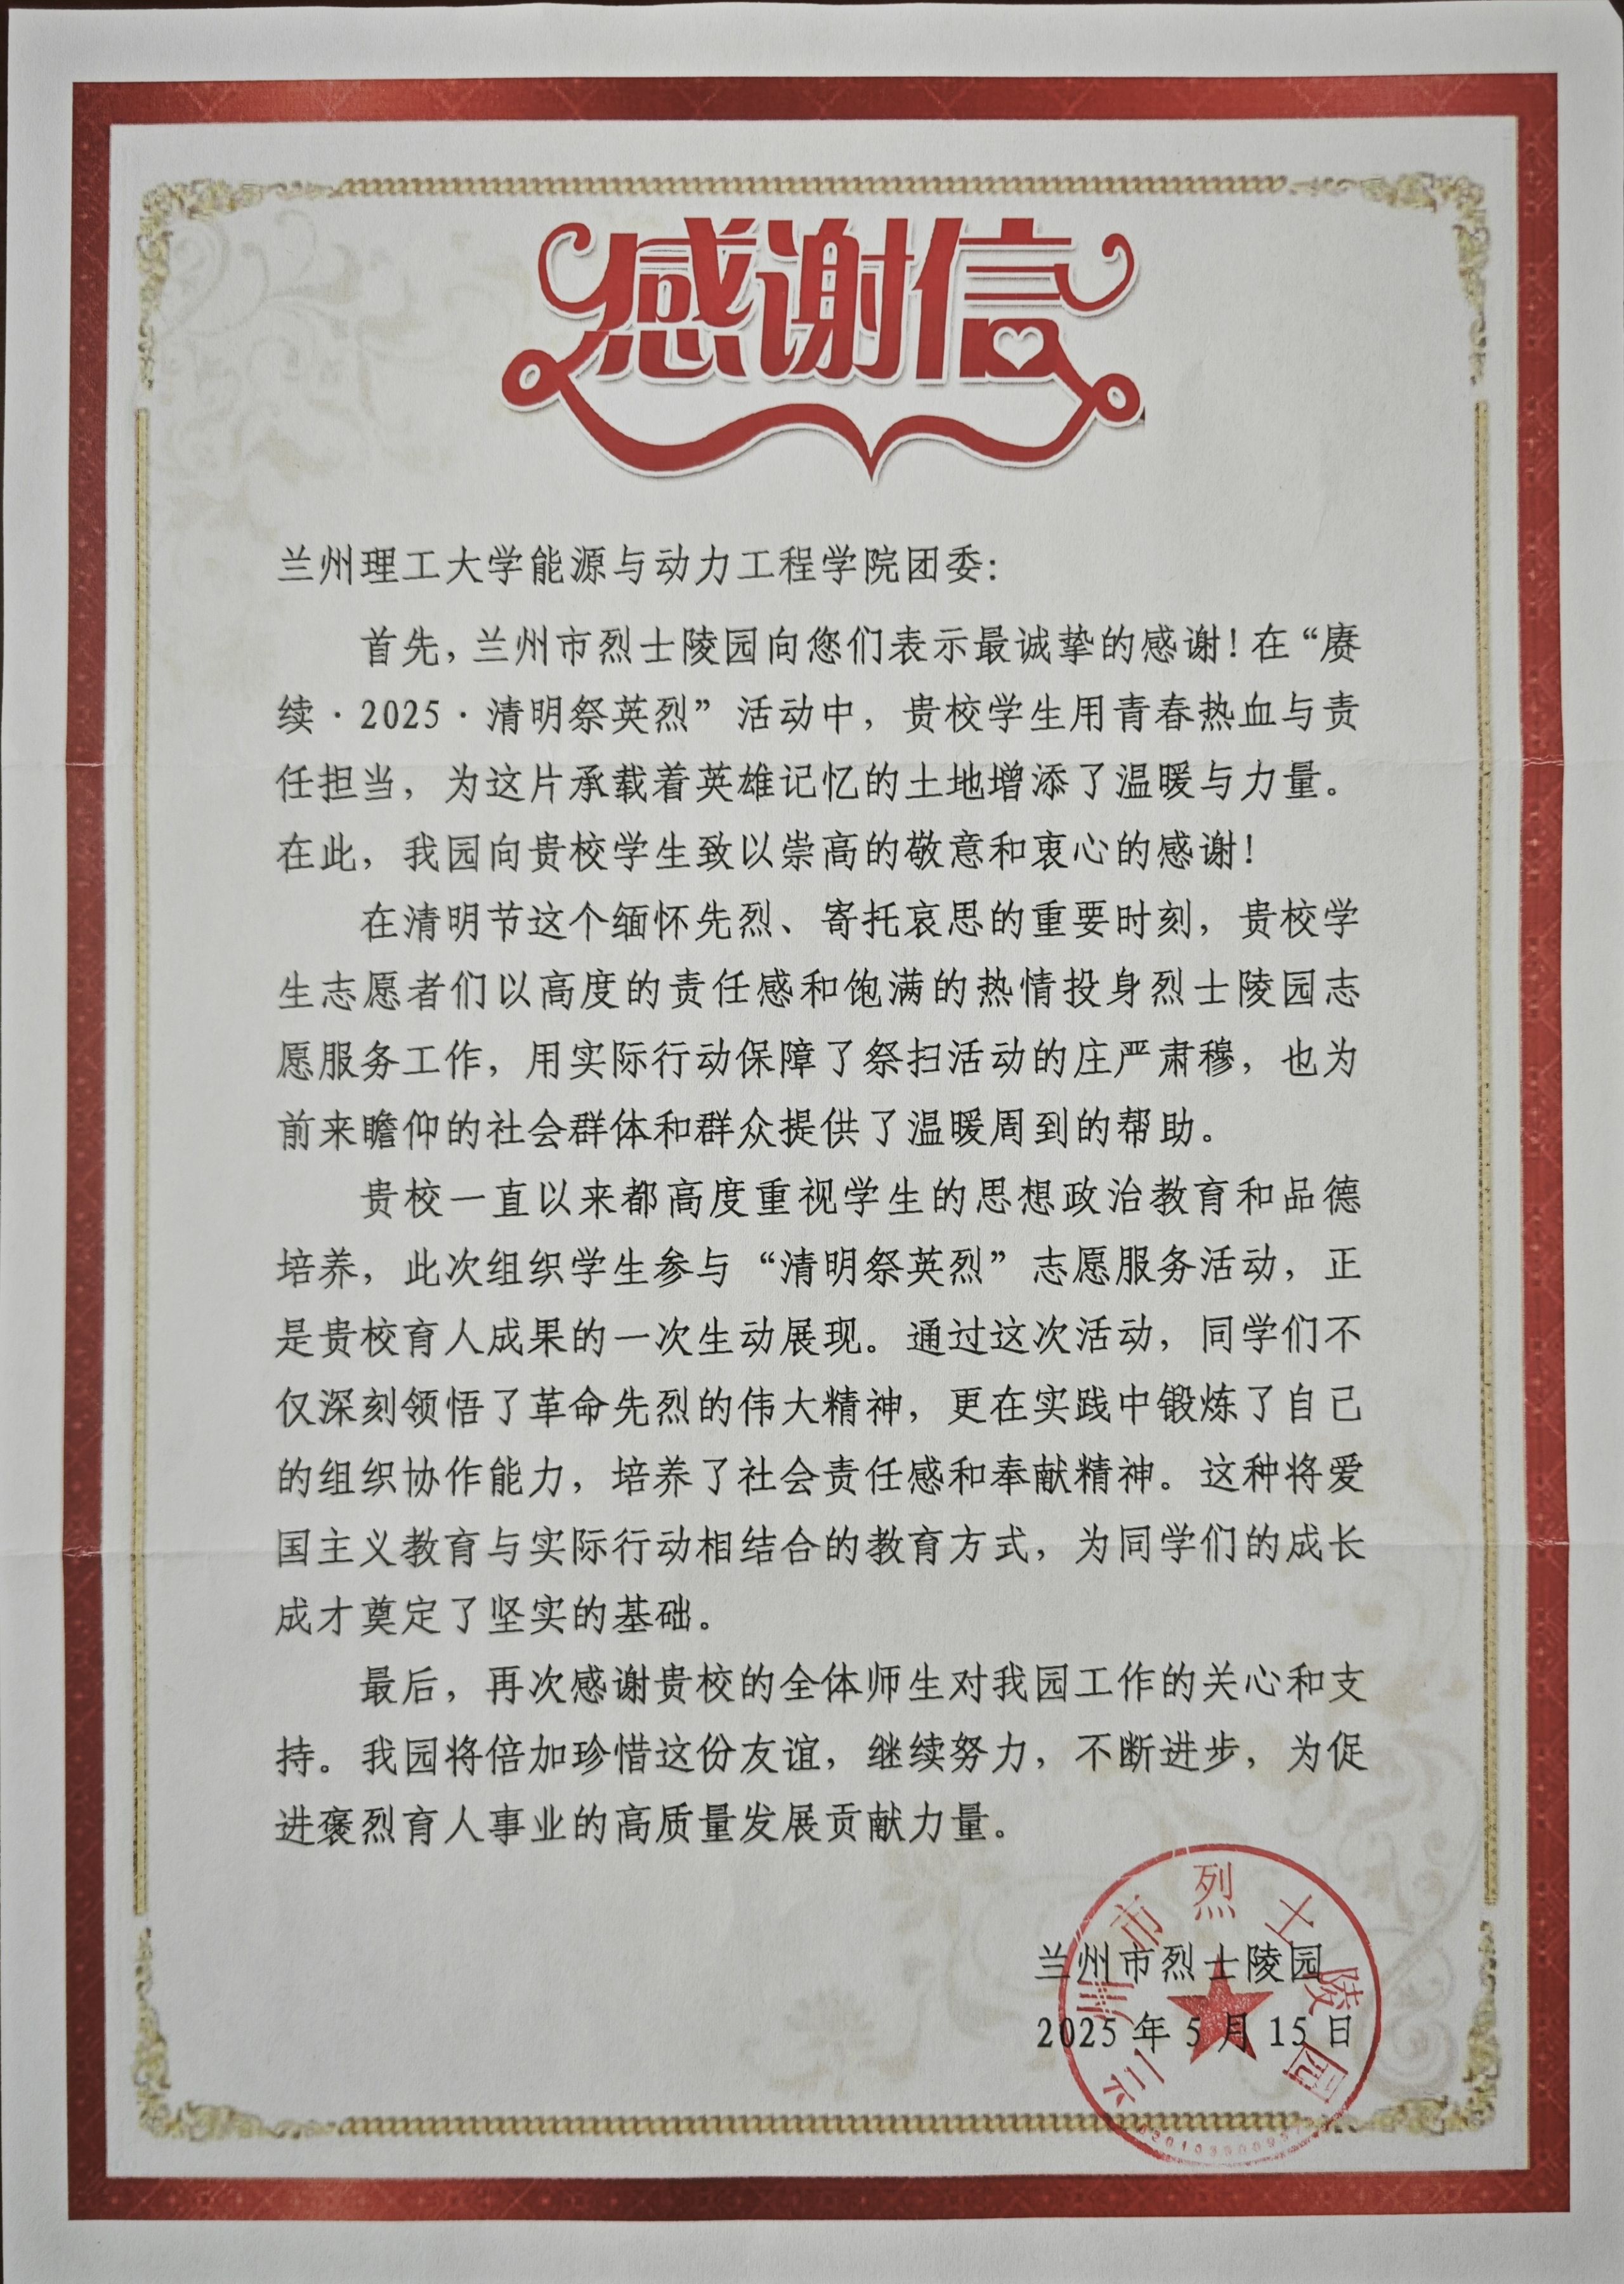 感谢信
兰州理工大学能源与动力工程学院团委：
首先，兰州市烈士陵园向您们表示最诚挚的感谢！在“赓
续·2025·清明祭英烈”活动中，贵校学生用青春热血与责
任担当，为这片承载着英雄记忆的土地增添了温暖与力量。
在此，我园向贵校学生致以崇高的敬意和衷心的感谢！
在清明节这个缅怀先烈、寄托哀思的重要时刻，贵校学
生志愿者们以高度的责任感和饱满的热情投身烈士陵园志
愿服务工作，用实际行动保障了祭扫活动的庄严肃穆，也为
前来瞻仰的社会群体和群众提供了温暖周到的帮助。
贵校一直以来都高度重视学生的思想政治教育和品德
培养，此次组织学生参与“清明祭英烈”志愿服务活动，正
是贵校育人成果的一次生动展现。通过这次活动，同学们不
仅深刻领悟了革命先烈的伟大精神，更在实践中锻炼了自己
的组织协作能力，培养了社会责任感和奉献精神。这种将爱
国主义教育与实际行动相结合的教育方式，为同学们的成长
成才奠定了坚实的基础。
最后，再次感谢贵校的全体师生对我园工作的关心和支
持。我园将倍加珍惜这份友谊，继续努力，不断进步，为促
进褒烈育人事业的高质量发展贡献力量。
兰州市烈士陵园
2025年5月15日
兰州市烈士陵园